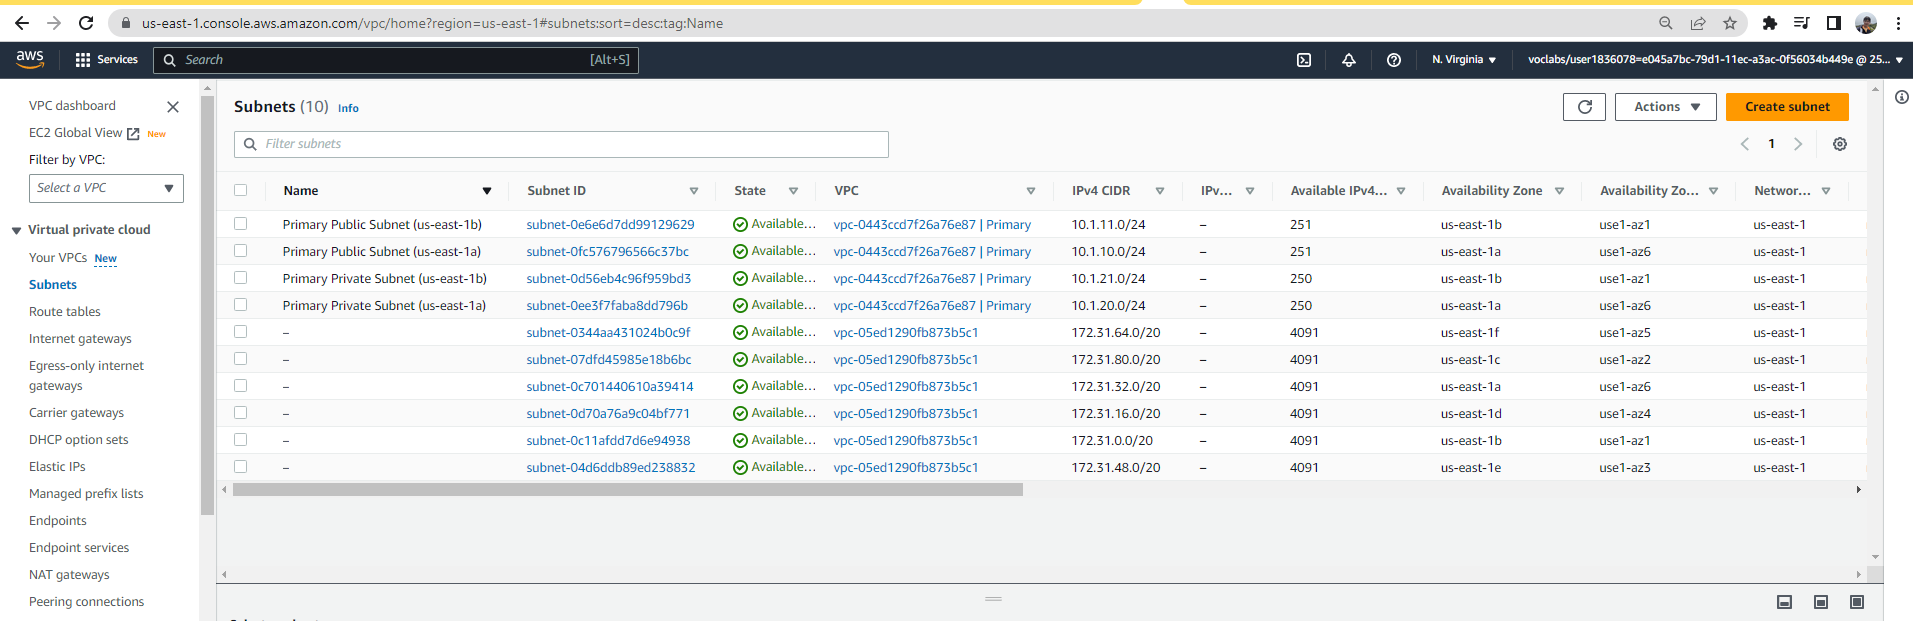 us-east-1.console.aws.amazon.com/vpc/home?region=us-east-1#subnets:sort=desc:tag:Name
aws Services Search [Alt+S] N. Virginia voclabs/user1836078=e045a7bc-79d1-11ec-a3ac-0f56034b449e @ 25...
VPC dashboard
EC2 Global View New
Filter by VPC:
Select a VPC
Virtual private cloud
Your VPCs New
Subnets
Route tables
Internet gateways
Egress-only internet
gateways
Carrier gateways
DHCP option sets
Elastic IPs
Managed prefix lists
Endpoints
Endpoint services
NAT gateways
Peering connections
Subnets (10) Info Actions Create subnet
Filter subnets 1
Name Subnet ID State VPC IPv4 CIDR IPv... Available IPv4... Availability Zone Availability Zo... Networ...
Primary Public Subnet (us-east-1b) subnet-0e6e6d7dd99129629 Available... vpc-0443ccd7f26a76e87 | Primary 10.1.11.0/24 – 251 us-east-1b use1-az1 us-east-1
Primary Public Subnet (us-east-1a) subnet-0fc576796566c37bc Available... vpc-0443ccd7f26a76e87 | Primary 10.1.10.0/24 – 251 us-east-1a use1-az6 us-east-1
Primary Private Subnet (us-east-1b) subnet-0d56eb4c96f959bd3 Available... vpc-0443ccd7f26a76e87 | Primary 10.1.21.0/24 – 250 us-east-1b use1-az1 us-east-1
Primary Private Subnet (us-east-1a) subnet-0ee3f7faba8dd796b Available... vpc-0443ccd7f26a76e87 | Primary 10.1.20.0/24 – 250 us-east-1a use1-az6 us-east-1
– subnet-0344aa431024b0c9f Available... vpc-05ed1290fb873b5c1 172.31.64.0/20 – 4091 us-east-1f use1-az5 us-east-1
– subnet-07dfd45985e18b6bc Available... vpc-05ed1290fb873b5c1 172.31.80.0/20 – 4091 us-east-1c use1-az2 us-east-1
– subnet-0c701440610a39414 Available... vpc-05ed1290fb873b5c1 172.31.32.0/20 – 4091 us-east-1a use1-az6 us-east-1
– subnet-0d70a76a9c04bf771 Available... vpc-05ed1290fb873b5c1 172.31.16.0/20 – 4091 us-east-1d use1-az4 us-east-1
– subnet-0c11afdd7d6e94938 Available... vpc-05ed1290fb873b5c1 172.31.0.0/20 – 4091 us-east-1b use1-az1 us-east-1
– subnet-04d6ddb89ed238832 Available... vpc-05ed1290fb873b5c1 172.31.48.0/20 – 4091 us-east-1e use1-az3 us-east-1